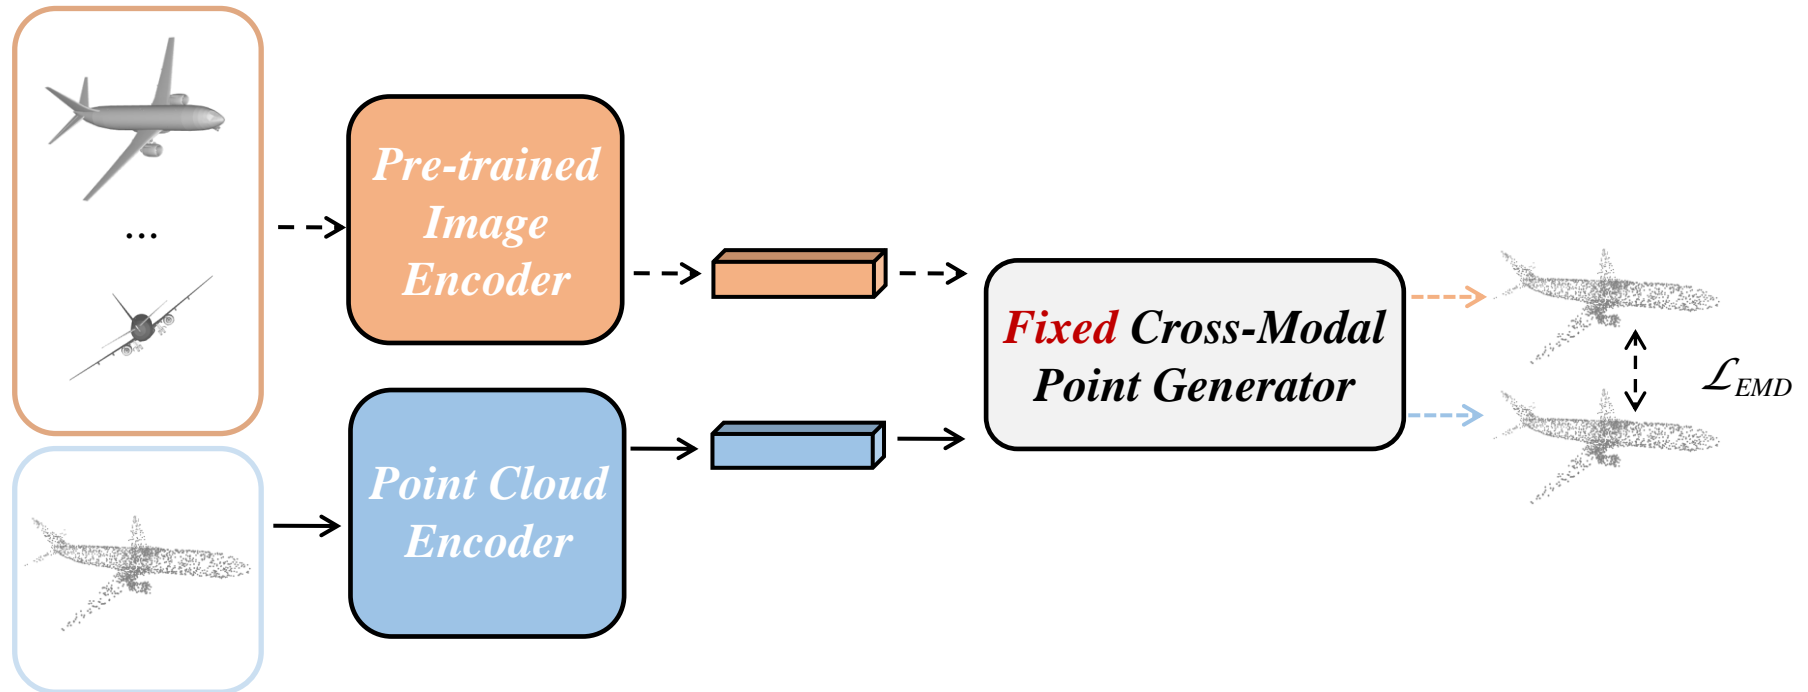 ...
Pre-trained
Image
Encoder
Fixed Cross-Modal
Point Generator
ℒEMD
Point Cloud
Encoder